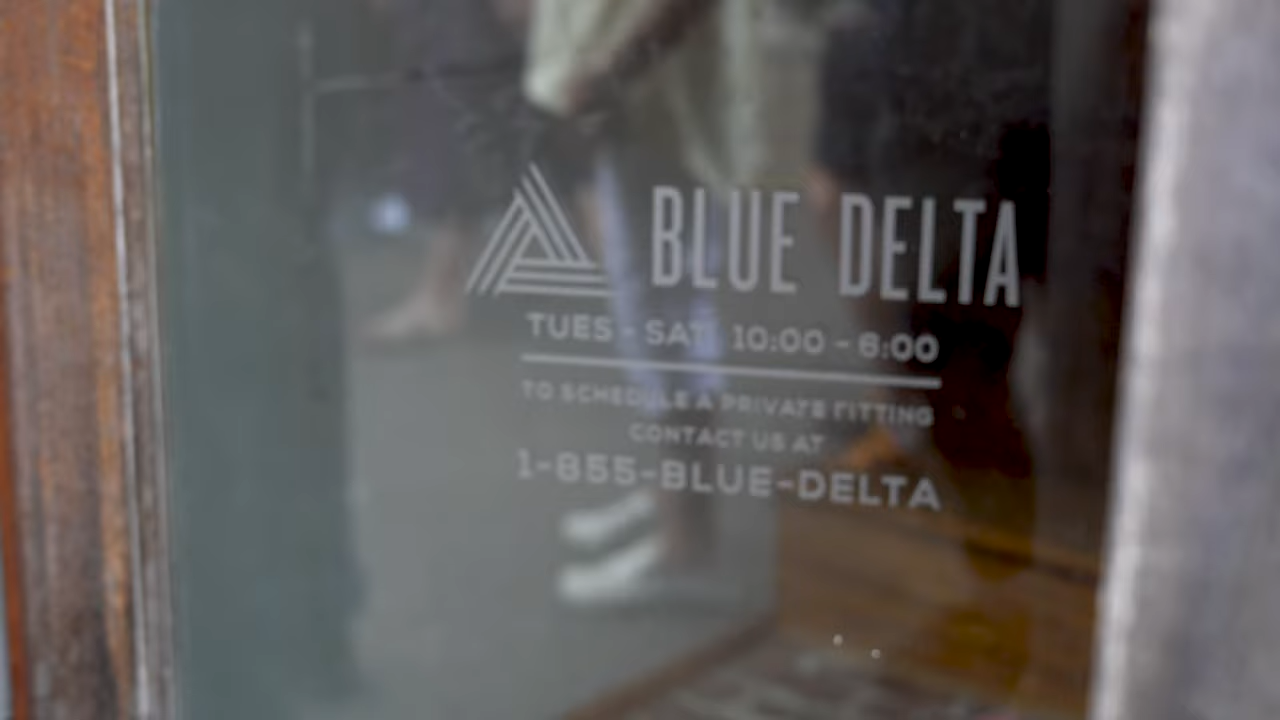 BLUE DELTA
TUES - SAT 10:00 - 6:00
TO SCHEDULE A PRIVATE FITTING
CONTACT US AT
1-855-BLUE-DELTA